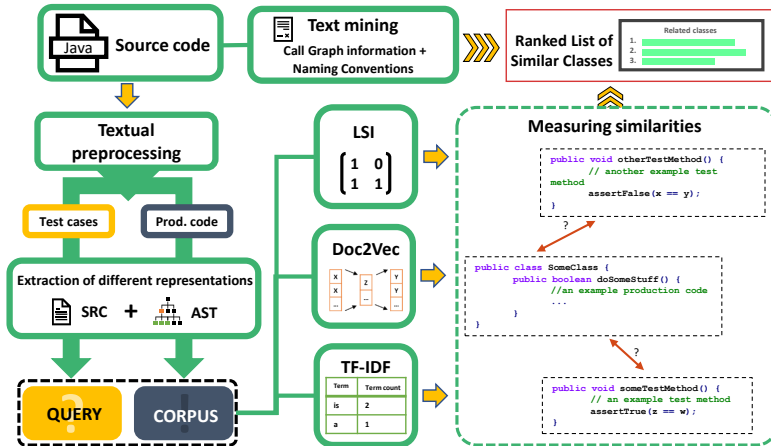 Java
Source code
Text mining
Call Graph information +
Naming Conventions
Ranked List of
Similar Classes
Related classes
1.
2.
3.
Textual
preprocessing
Test cases
Prod. code
Extraction of different representations
SRC + AST
? QUERY
! CORPUS
LSI
1 0
1 1
Doc2Vec
X
X
...
Z
...
Y
Y
...
TF-IDF
Term Term count
is 2
a 1
Measuring similarities
public void otherTestMethod() {
// another example test
method
assertFalse(x == y);
}
?
public class SomeClass {
public boolean doSomeStuff() {
//an example production code
...
}
}
?
public void someTestMethod() {
// an example test method
assertTrue(z == w);
}